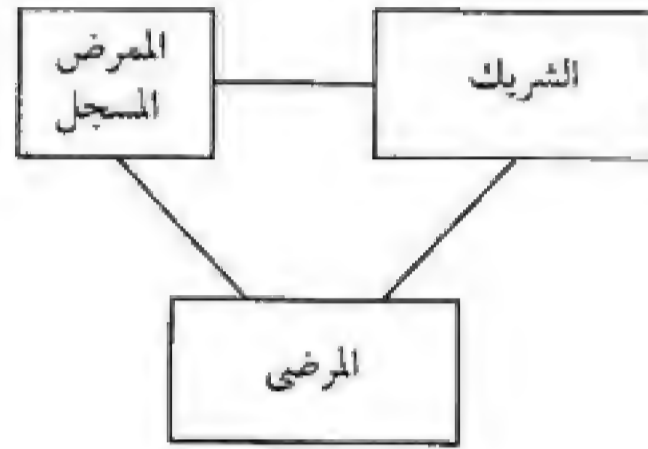 الشريك
الممرض
المسجل
المرضى